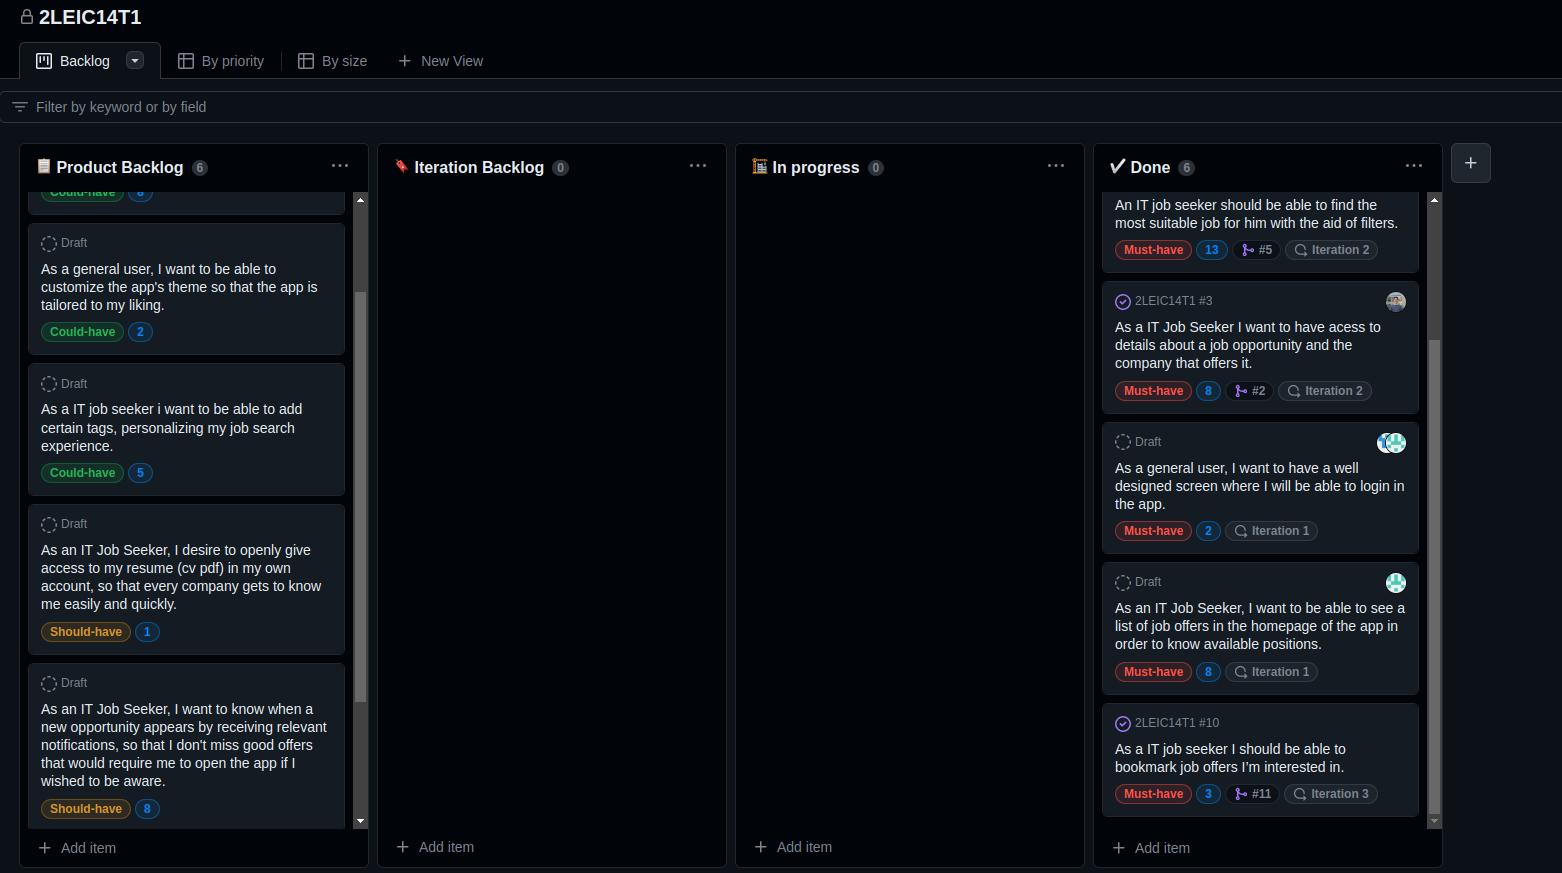 2LEIC14T1
Backlog
By priority
By size
New View
Filter by keyword or by field
Product Backlog 6
Could-have 8
Draft
As a general user, I want to be able to
customize the app's theme so that the app is
tailored to my liking.
Could-have 2
Draft
As a IT job seeker i want to be able to add
certain tags, personalizing my job search
experience.
Could-have 5
Draft
As an IT Job Seeker, I desire to openly give
access to my resume (cv pdf) in my own
account, so that every company gets to know
me easily and quickly.
Should-have 1
Draft
As an IT Job Seeker, I want to know when a
new opportunity appears by receiving relevant
notifications, so that I don't miss good offers
that would require me to open the app if I
wished to be aware.
Should-have 8
Add item
Iteration Backlog 0
Add item
In progress 0
Add item
Done 6
An IT job seeker should be able to find the
most suitable job for him with the aid of filters.
Must-have 13 #5 Iteration 2
2LEIC14T1 #3
As a IT Job Seeker I want to have acess to
details about a job opportunity and the
company that offers it.
Must-have 8 #2 Iteration 2
Draft
As a general user, I want to have a well
designed screen where I will be able to login in
the app.
Must-have 2 Iteration 1
Draft
As an IT Job Seeker, I want to be able to see a
list of job offers in the homepage of the app in
order to know available positions.
Must-have 8 Iteration 1
2LEIC14T1 #10
As a IT job seeker I should be able to
bookmark job offers I'm interested in.
Must-have 3 #11 Iteration 3
Add item